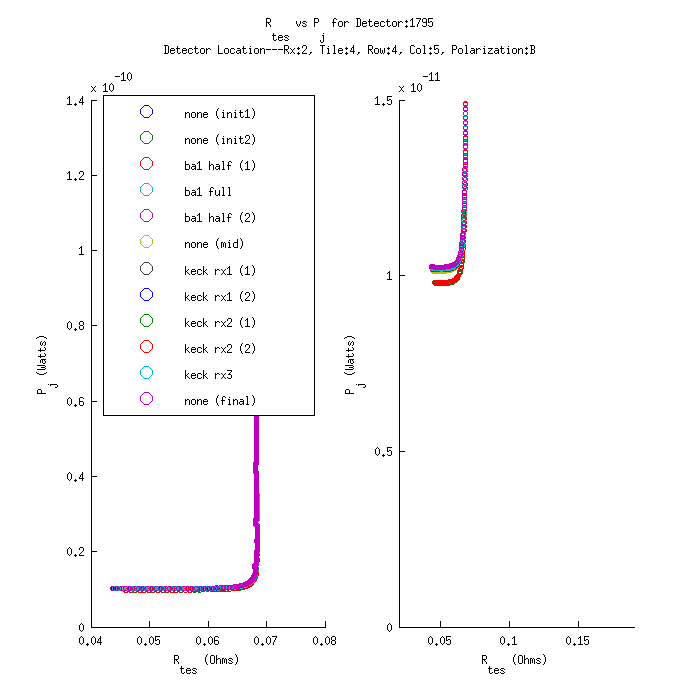 R    vs P  for Detector:1795
tes    j
Detector Location---Rx:2, Tile:4, Row:4, Col:5, Polarization:B
x 10^-10
x 10^-11
1.4
1.2
1
0.8
0.6
0.4
0.2
0
0.04
0.05
0.06
0.07
0.08
P_j (Watts)
R_tes (Ohms)
none (init1)
none (init2)
ba1 half (1)
ba1 full
ba1 half (2)
none (mid)
keck rx1 (1)
keck rx1 (2)
keck rx2 (1)
keck rx2 (2)
keck rx3
none (final)
1.5
1
0.5
0
0.05
0.1
0.15
P_j (Watts)
R_tes (Ohms)